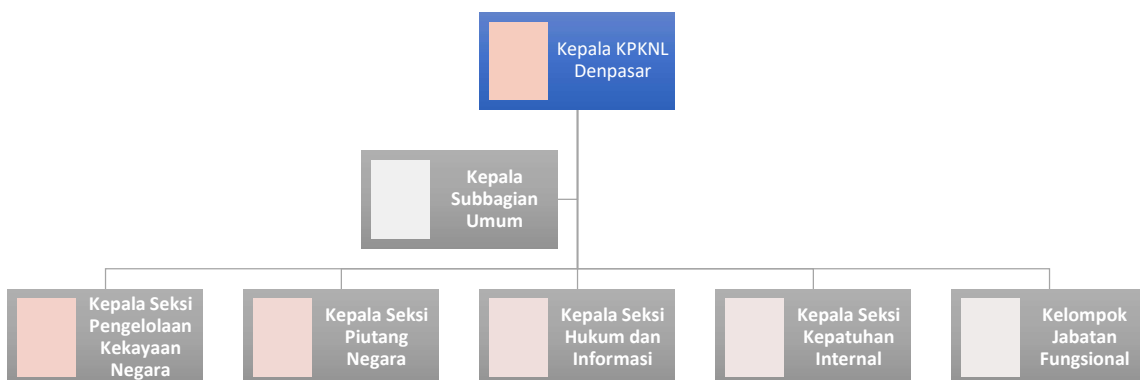 Kepala KPKNL
Denpasar
Kepala
Subbagian
Umum
Kepala Seksi
Pengelolaan
Kekayaan
Negara
Kepala Seksi
Piutang
Negara
Kepala Seksi
Hukum dan
Informasi
Kepala Seksi
Kepatuhan
Internal
Kelompok
Jabatan
Fungsional